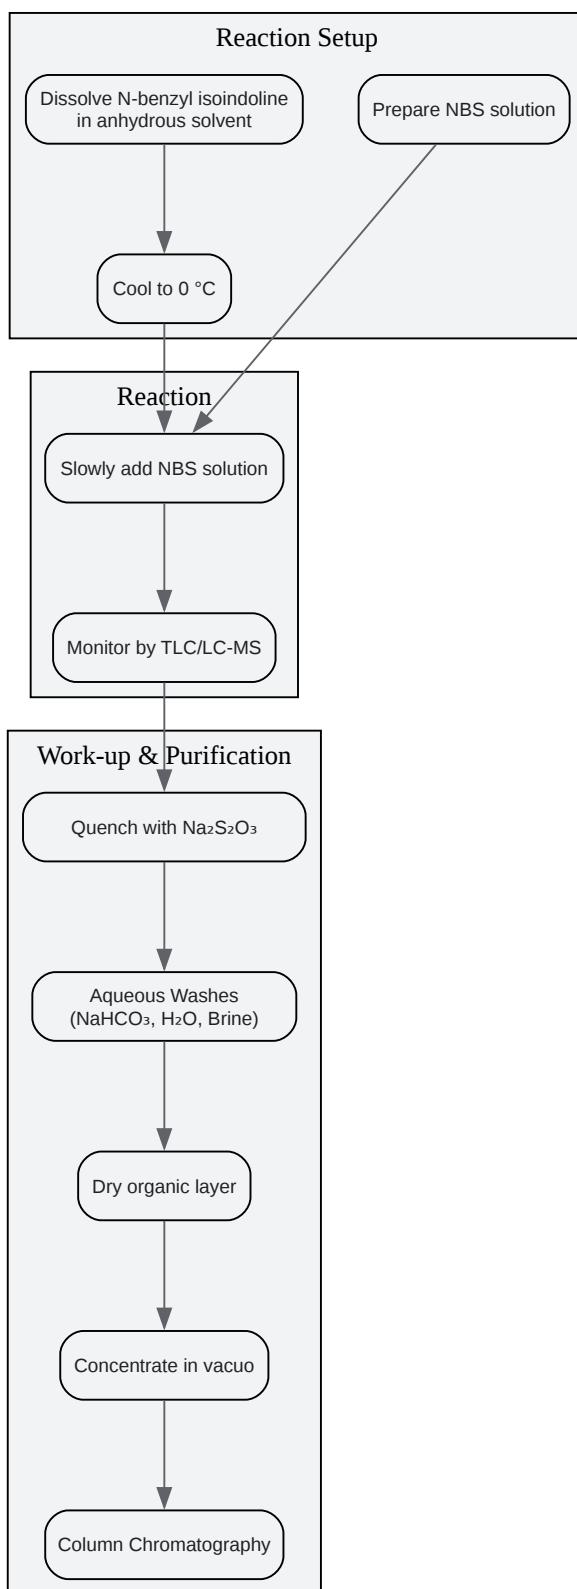 Reaction Setup
Dissolve N-benzyl isoindoline
in anhydrous solvent
Prepare NBS solution
Cool to 0 °C
Reaction
Slowly add NBS solution
Monitor by TLC/LC-MS
Work-up & Purification
Quench with Na₂S₂O₃
Aqueous Washes
(NaHCO₃, H₂O, Brine)
Dry organic layer
Concentrate in vacuo
Column Chromatography